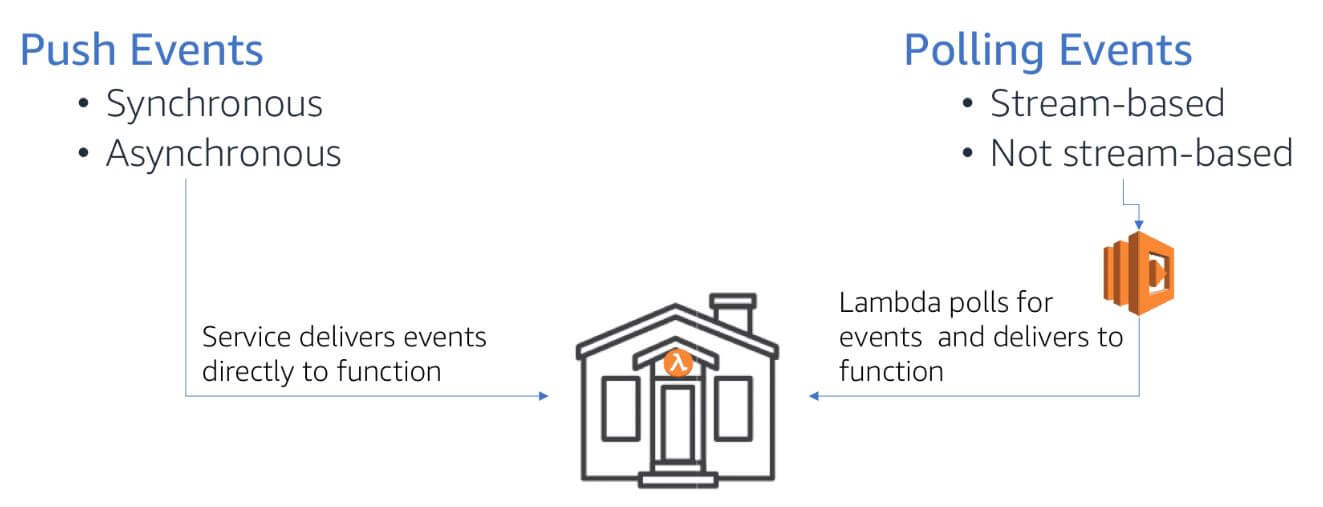 Push Events
• Synchronous
• Asynchronous
Polling Events
• Stream-based
• Not stream-based
Service delivers events
directly to function
λ
Lambda polls for
events and delivers to
function